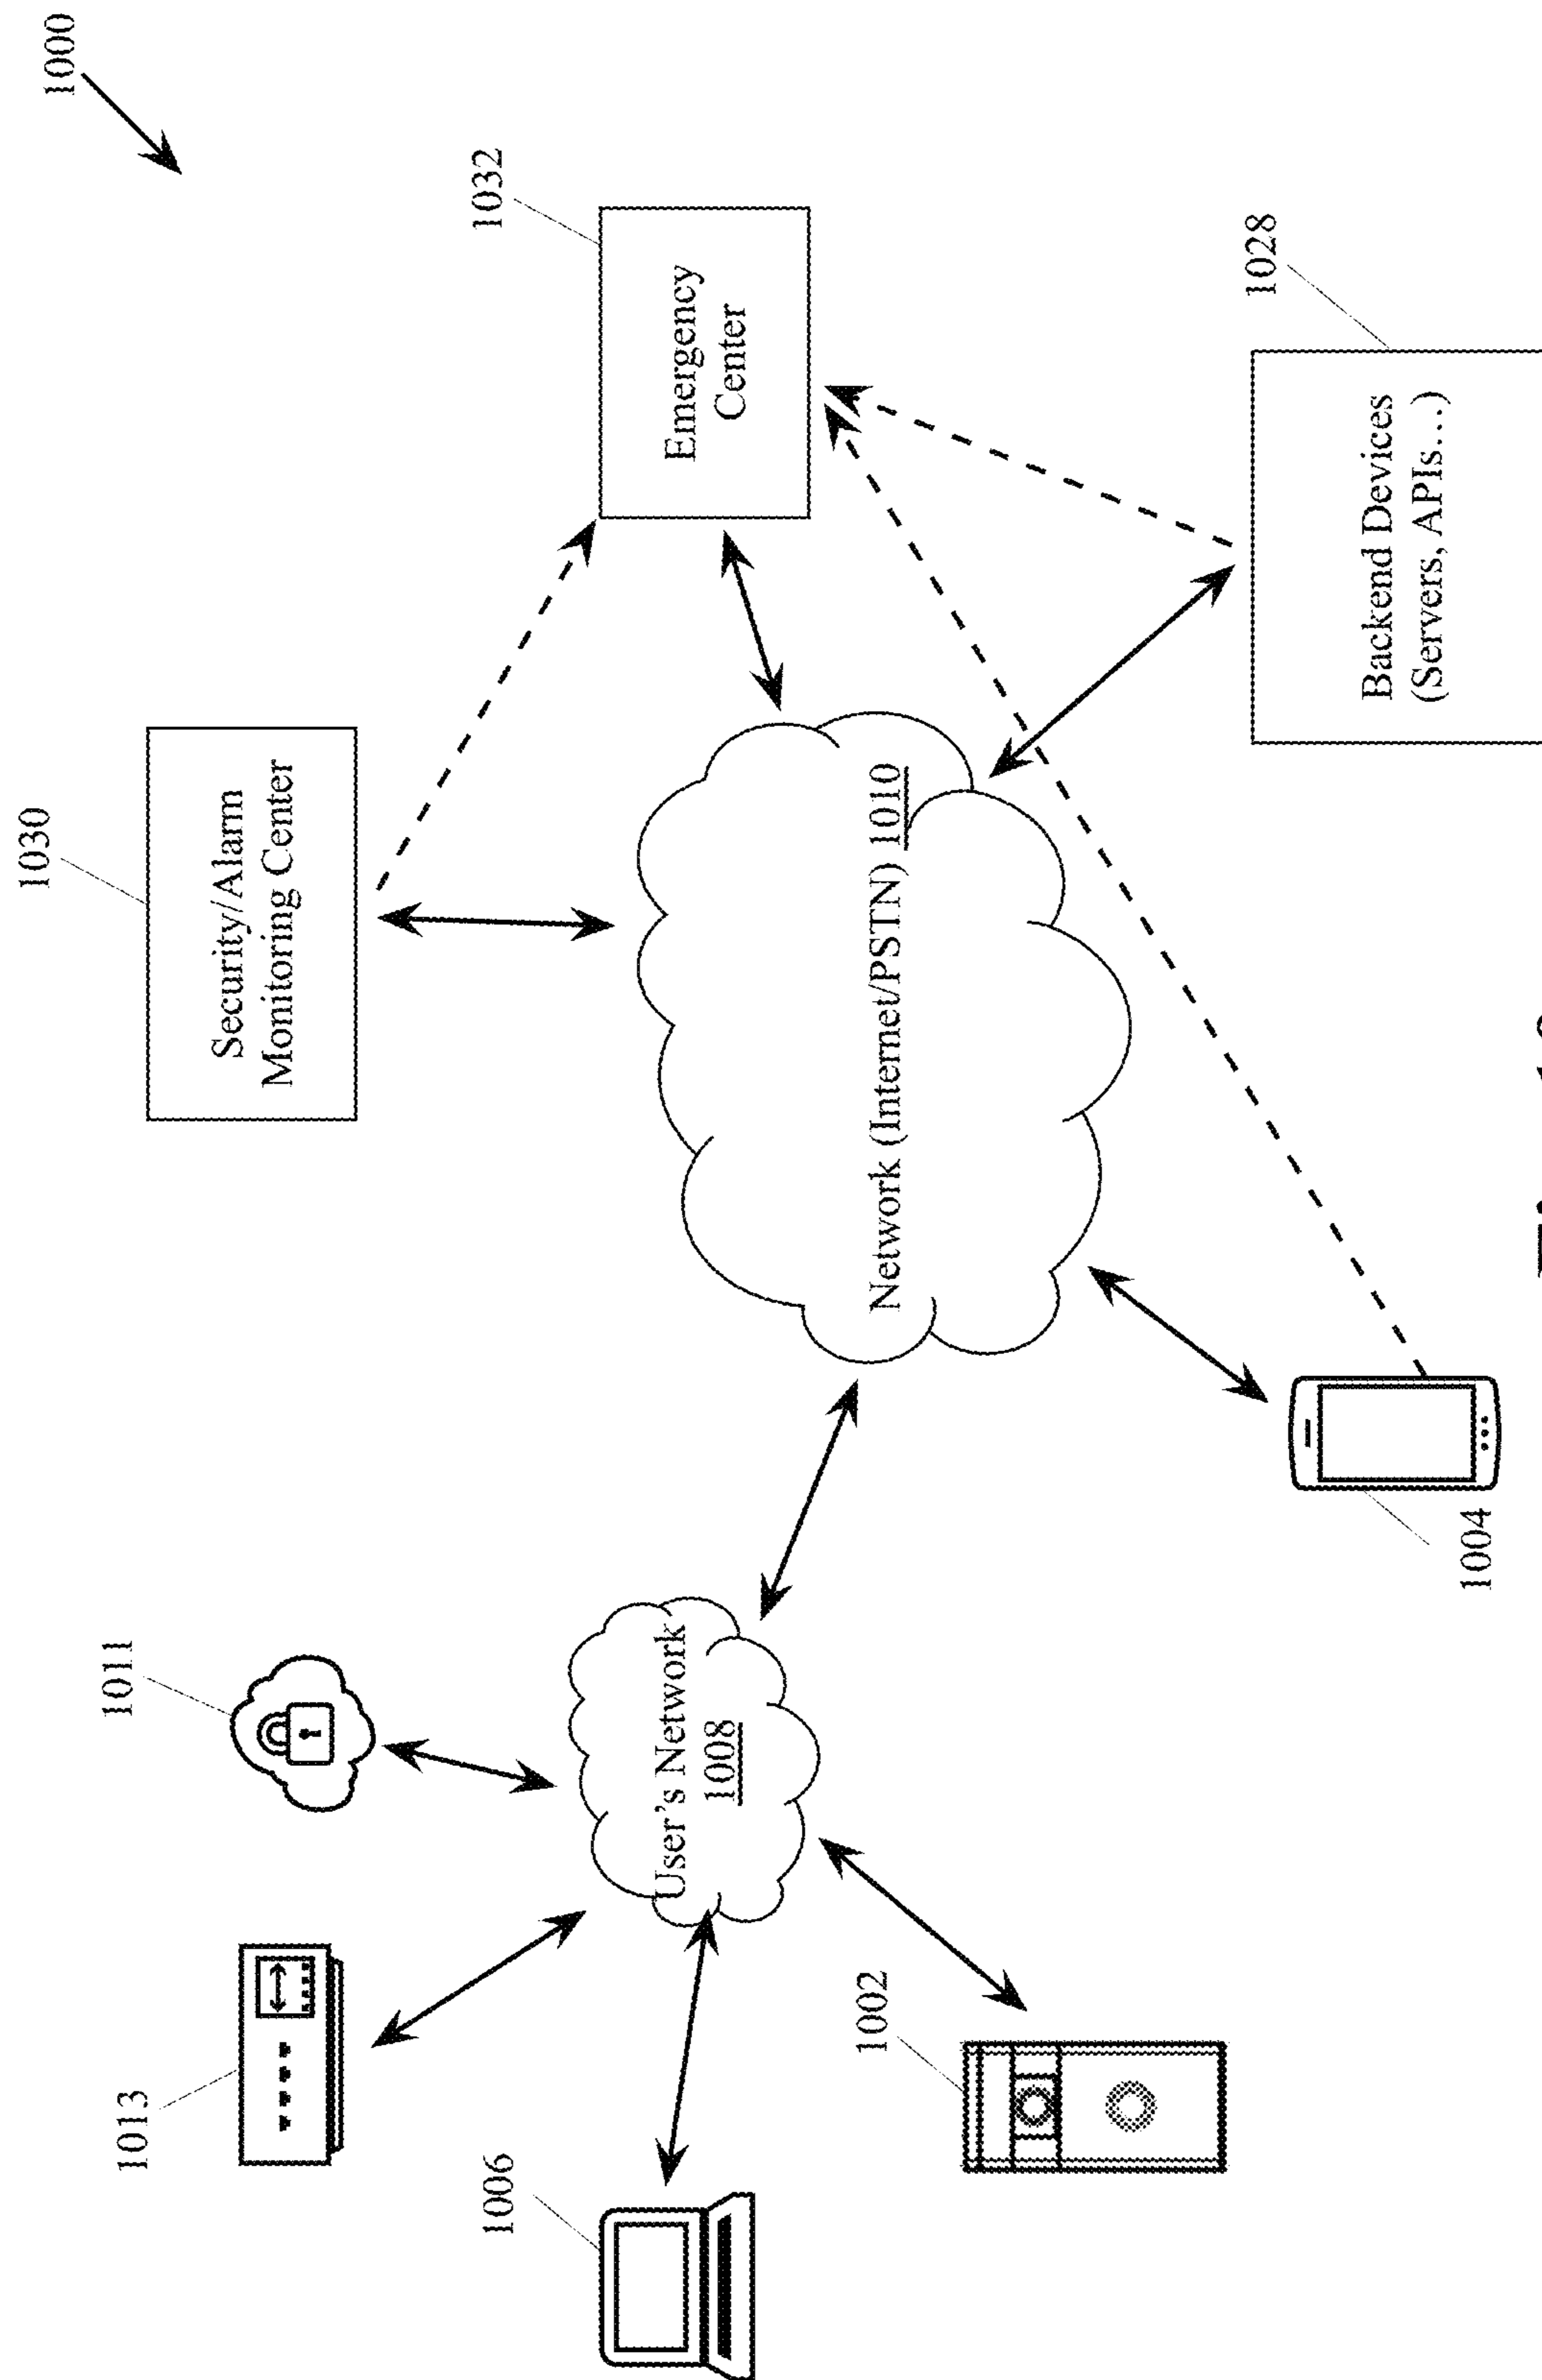 1000
1030
Security/Alarm
Monitoring Center
1032
Emergency
Center
1011
1013
User's Network
1008
Network (Internet/PSTN) 1010
1006
1002
1028
Backend Devices
(Servers, APIs...)
1004